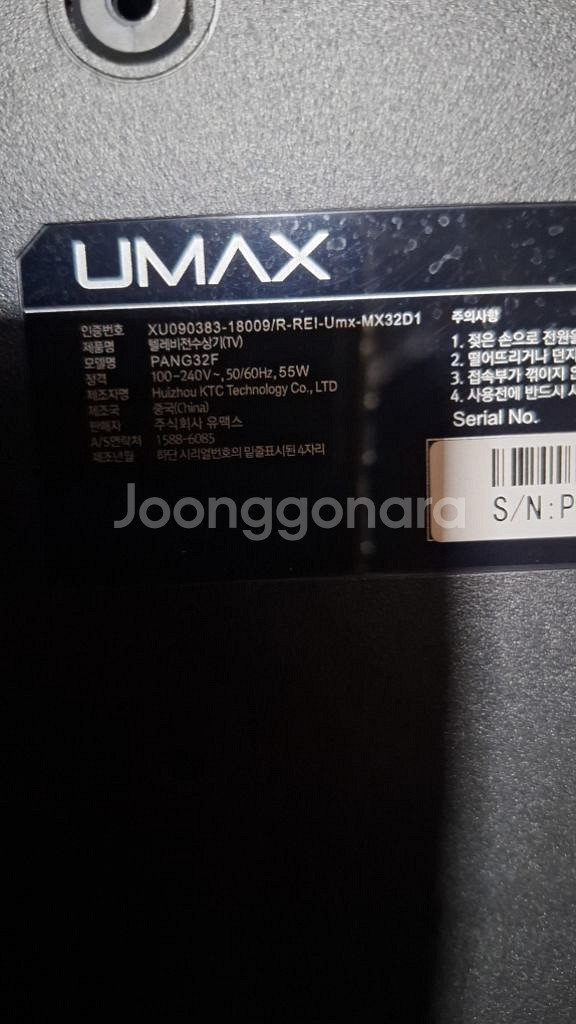 UMAX
인증번호 XU090383-18009/R-REI-Umx-MX32D1
제품명 텔레비전수상기(TV)
모델명 PANG32F
정격 100-240V~, 50/60Hz, 55W
제조자명 Huizhou KTC Technology Co., LTD
제조국 중국(China)
판매자 주식회사 유맥스
A/S연락처 1588-6085
제조년월 하단 시리얼번호의 밑줄표시된 4자리
주의사항
1. 젖은 손으로 전원을
2. 떨어뜨리거나 던지
3. 접속부가 꺾이지
4. 사용전에 반드시
Serial No.
S/N:P
Joonggonara